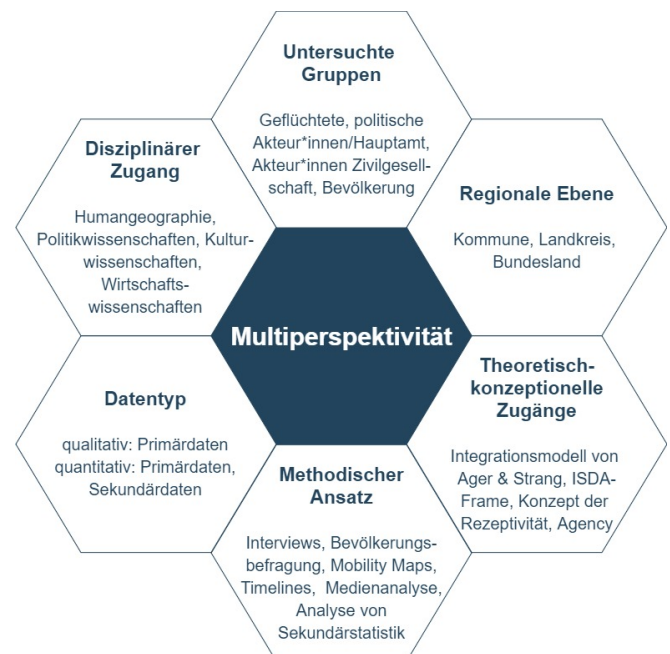 Untersuchte
Gruppen
Geflüchtete, politische
Akteur*innen/Hauptamt,
Akteur*innen Zivilgesell-
schaft, Bevölkerung
Disziplinärer
Zugang
Humangeographie,
Politikwissenschaften, Kultur-
wissenschaften,
Wirtschafts-
wissenschaften
Regionale Ebene
Kommune, Landkreis,
Bundesland
Multiperspektivität
Datentyp
qualitativ: Primärdaten
quantitativ: Primärdaten,
Sekundärdaten
Theoretisch-
konzeptionelle
Zugänge
Integrationsmodell von
Ager & Strang, ISDA-
Frame, Konzept der
Rezeptivität, Agency
Methodischer
Ansatz
Interviews, Bevölkerungs-
befragung, Mobility Maps,
Timelines, Medienanalyse,
Analyse von
Sekundärstatistik